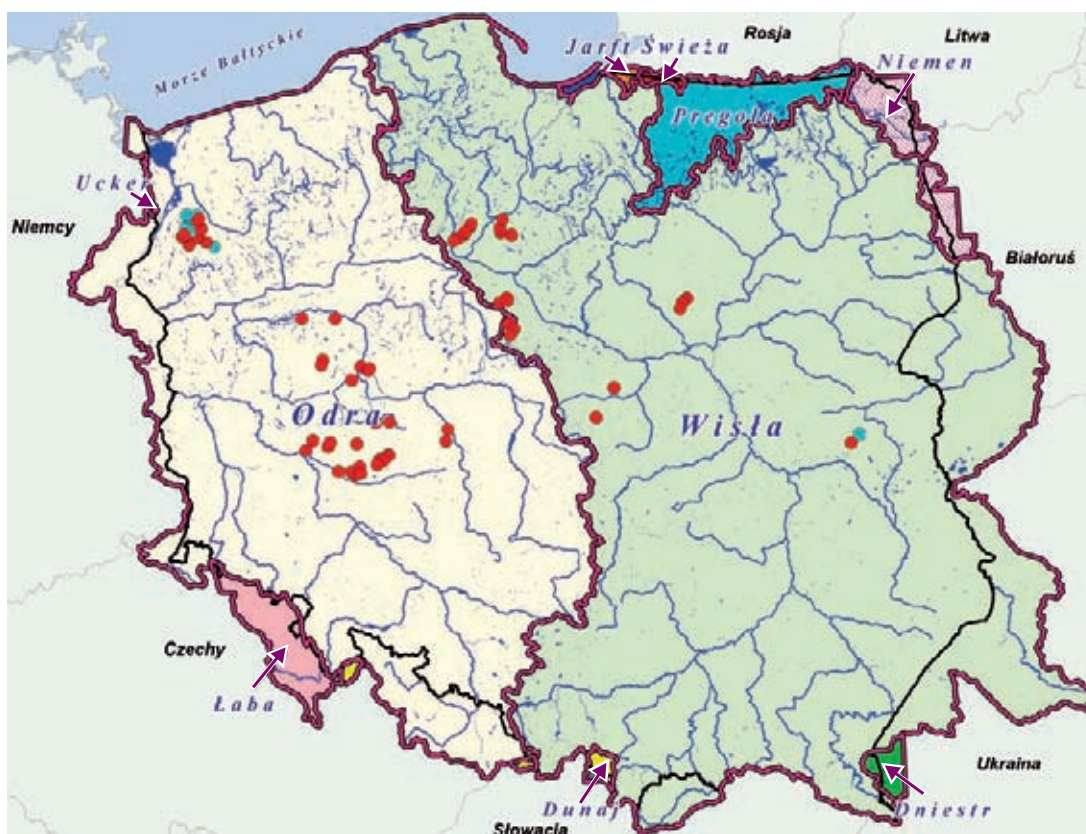 Morze Bałtyckie
Jarft Świeża
Rosja
Litwa
Niemen
Pregoła
Ucker
Niemcy
Białoruś
Odra
Wisła
Czechy
Łaba
Ukraina
Dunaj
Dniestr
Słowacja